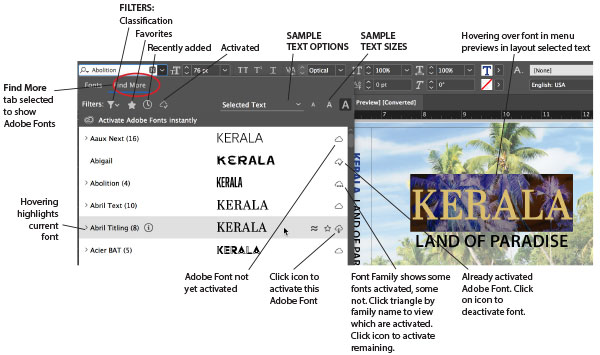 FILTERS:
Classification
Favorites
Recently added
Activated
SAMPLE
TEXT OPTIONS
SAMPLE
TEXT SIZES
Hovering over font in menu
previews in layout selected text
Find More
tab selected
to show
Adobe Fonts
Abolition
76 px
Optical
100%
100%
T
A.
[None]
0 pt
0°
English: USA
Fonts
Find More
Filters:
Selected Text
A
A
A
Preview] [Converted]
Activate Adobe Fonts instantly
Aaux Next (16)
KERALA
Abigail
KERALA
Abolition (4)
KERALA
Abril Text (10)
KERALA
Abril Titling (8)
KERALA
Acier BAT (5)
KERALA
KERALA LAND OF PAR
KERALA
LAND OF PARADISE
Hovering
highlights
current
font
Adobe Font not
yet activated
Click icon to
activate this
Adobe Font
Font Family shows some
fonts activated, some
not. Click triangle by
family name to view
which are activated.
Click icon to activate
remaining.
Already activated
Adobe Font. Click
on icon to
deactivate font.